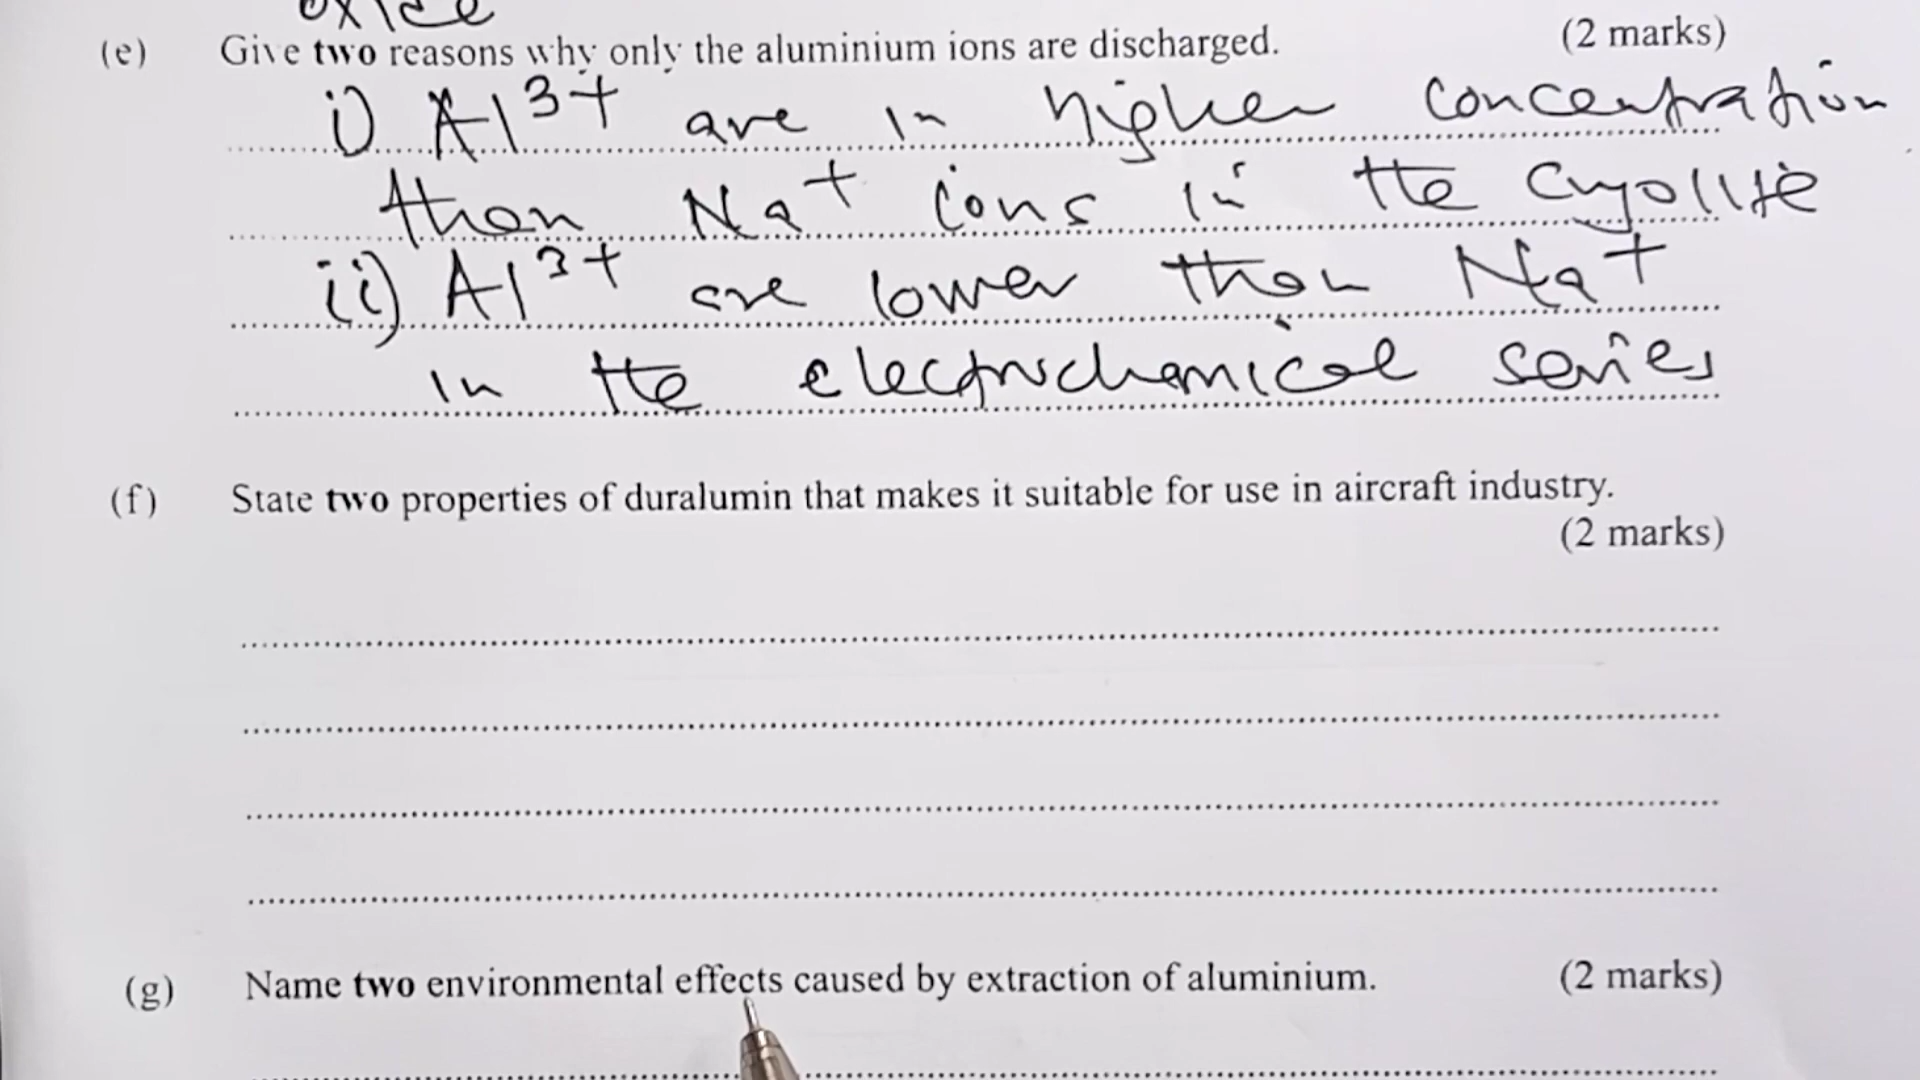 oxide
(e) Give two reasons why only the aluminium ions are discharged. (2 marks)
i) Al3+ are in higher concentration
than Na+ ions in the cryolite
ii) Al3+ are lower than Na+
in the electrochemical series
(f) State two properties of duralumin that makes it suitable for use in aircraft industry.
(2 marks)
(g) Name two environmental effects caused by extraction of aluminium. (2 marks)